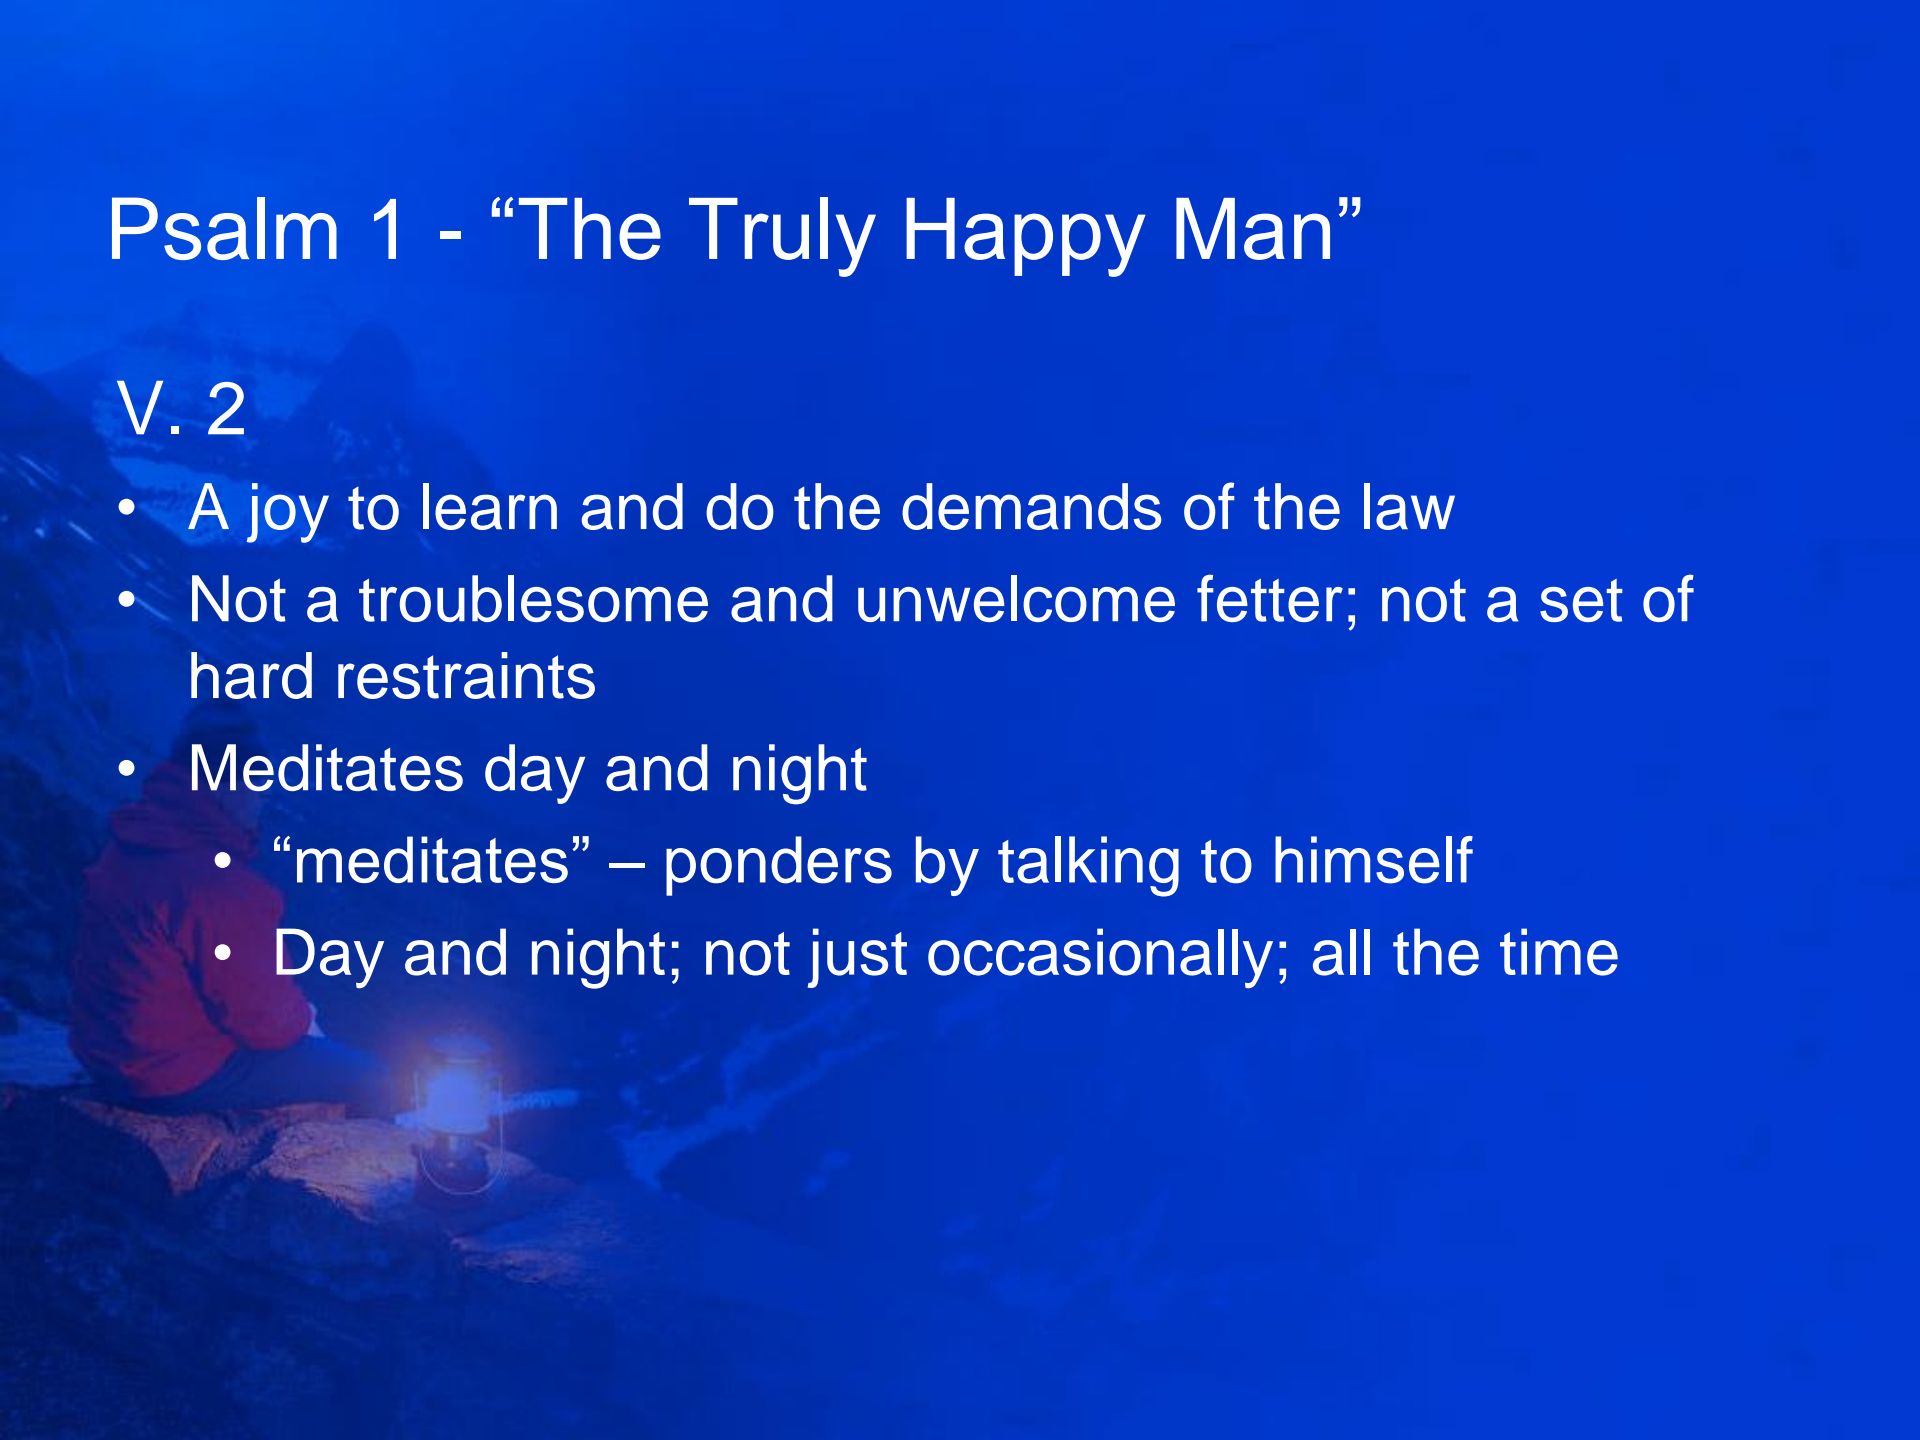 Psalm 1 - “The Truly Happy Man”
V. 2
• A joy to learn and do the demands of the law
• Not a troublesome and unwelcome fetter; not a set of
hard restraints
• Meditates day and night
• “meditates” – ponders by talking to himself
• Day and night; not just occasionally; all the time